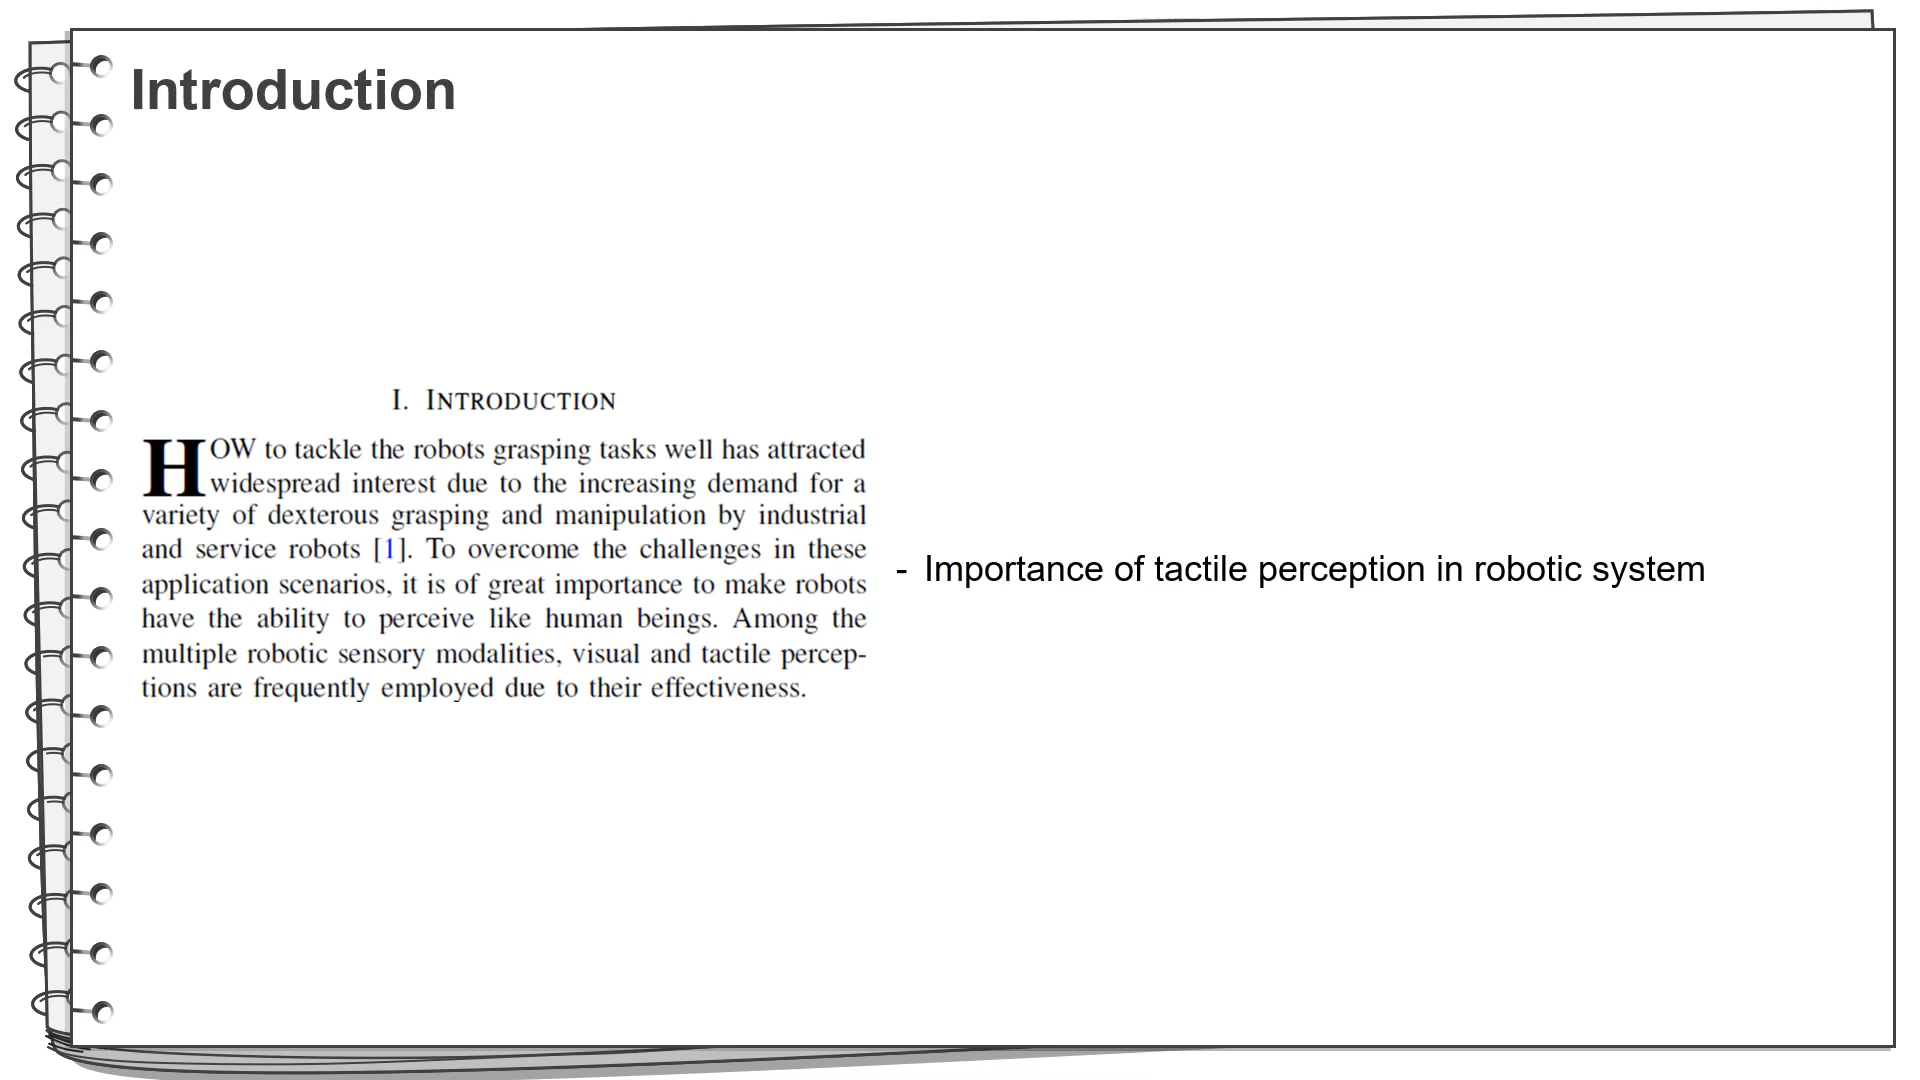 Introduction
I. INTRODUCTION
HOW to tackle the robots grasping tasks well has attracted
widespread interest due to the increasing demand for a
variety of dexterous grasping and manipulation by industrial
and service robots [1]. To overcome the challenges in these
application scenarios, it is of great importance to make robots
have the ability to perceive like human beings. Among the
multiple robotic sensory modalities, visual and tactile percep-
tions are frequently employed due to their effectiveness.
- Importance of tactile perception in robotic system